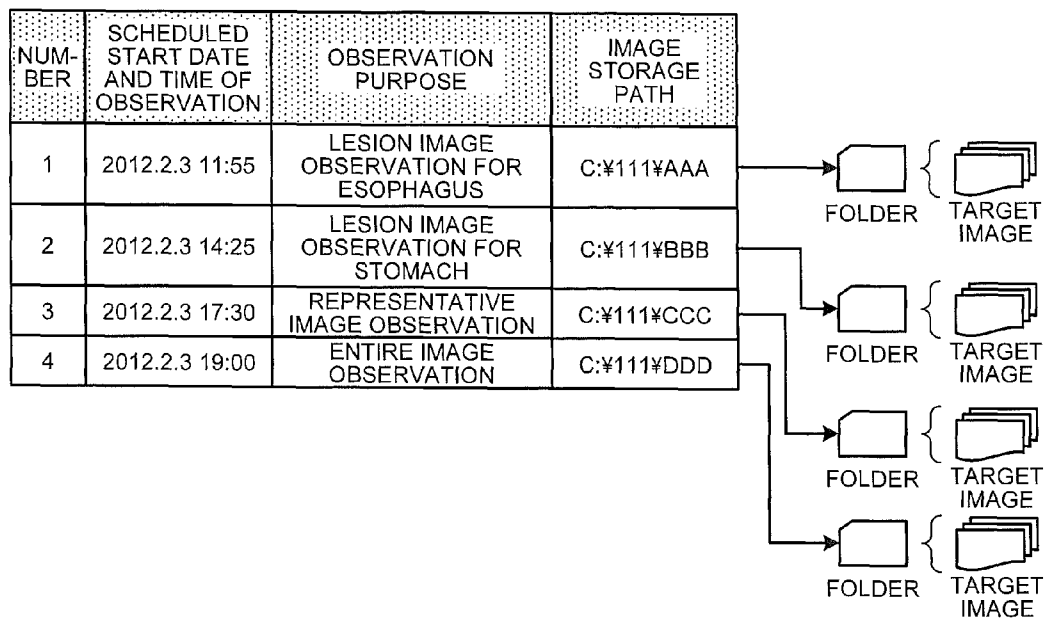 NUM-
BER
SCHEDULED
START DATE
AND TIME OF
OBSERVATION
OBSERVATION
PURPOSE
IMAGE
STORAGE
PATH
1
2012.2.3 11:55
LESION IMAGE
OBSERVATION FOR
ESOPHAGUS
C:¥111¥AAA
2
2012.2.3 14:25
LESION IMAGE
OBSERVATION FOR
STOMACH
C:¥111¥BBB
3
2012.2.3 17:30
REPRESENTATIVE
IMAGE OBSERVATION
C:¥111¥CCC
4
2012.2.3 19:00
ENTIRE IMAGE
OBSERVATION
C:¥111¥DDD
FOLDER
TARGET
IMAGE
FOLDER
TARGET
IMAGE
FOLDER
TARGET
IMAGE
FOLDER
TARGET
IMAGE